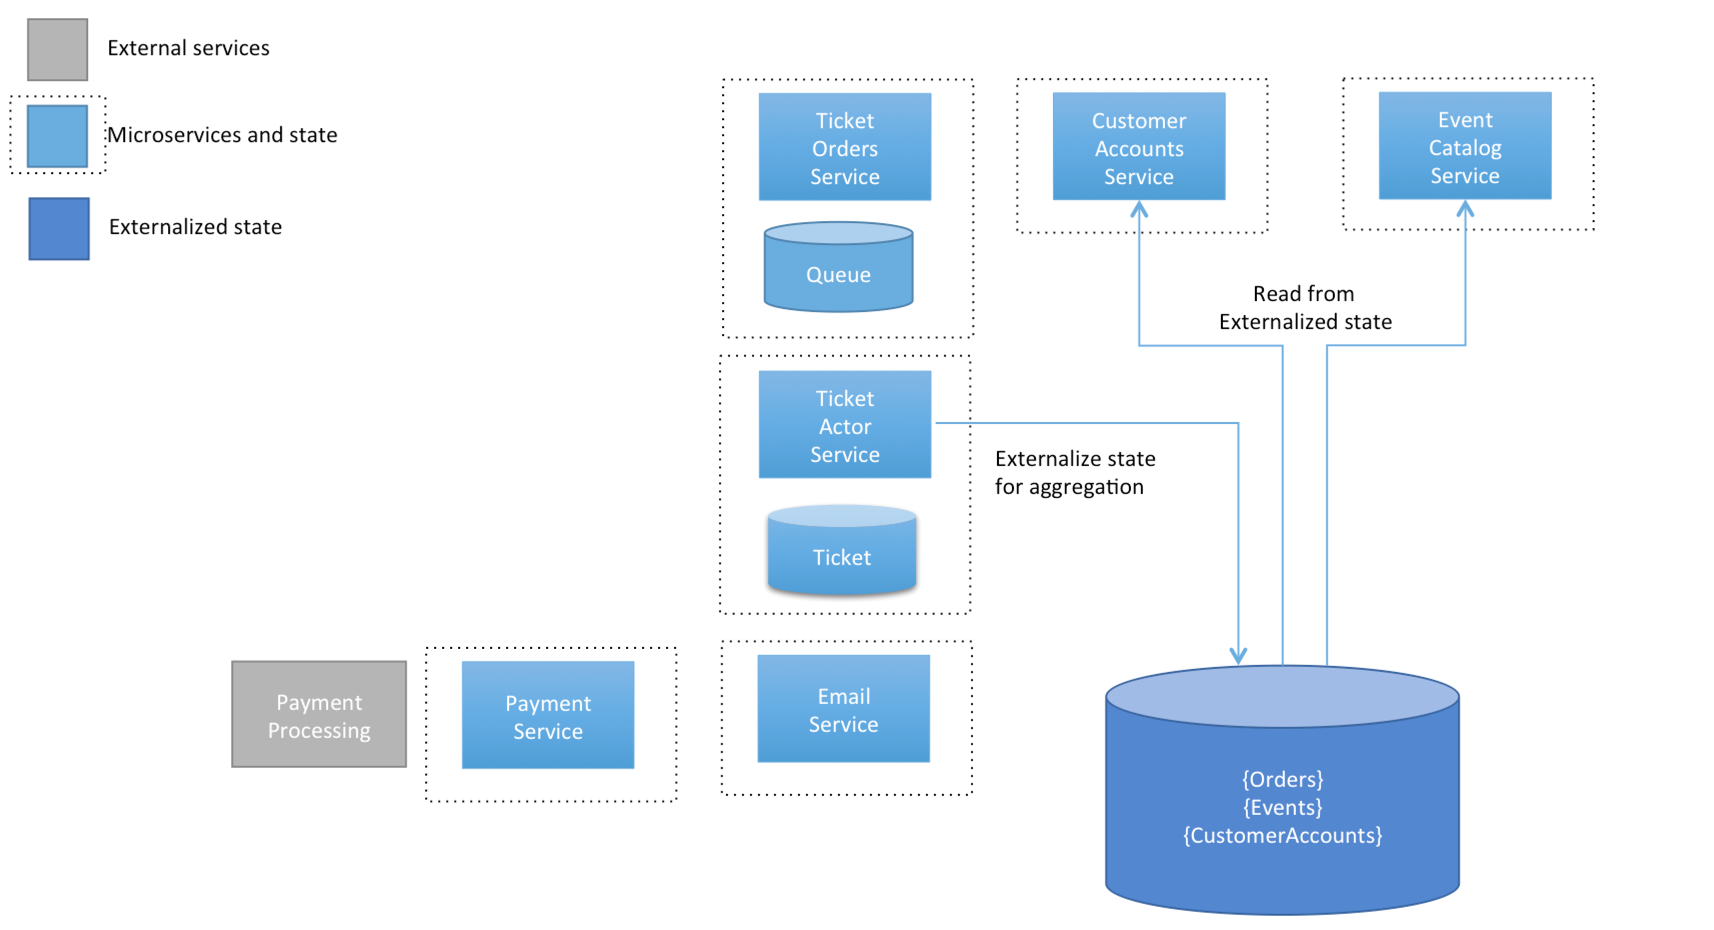 External services
Microservices and state
Externalized state
Ticket
Orders
Service
Queue
Customer
Accounts
Service
Event
Catalog
Service
Read from
Externalized state
Ticket
Actor
Service
Externalize state
for aggregation
Ticket
Payment
Processing
Payment
Service
Email
Service
{Orders}
{Events}
{CustomerAccounts}